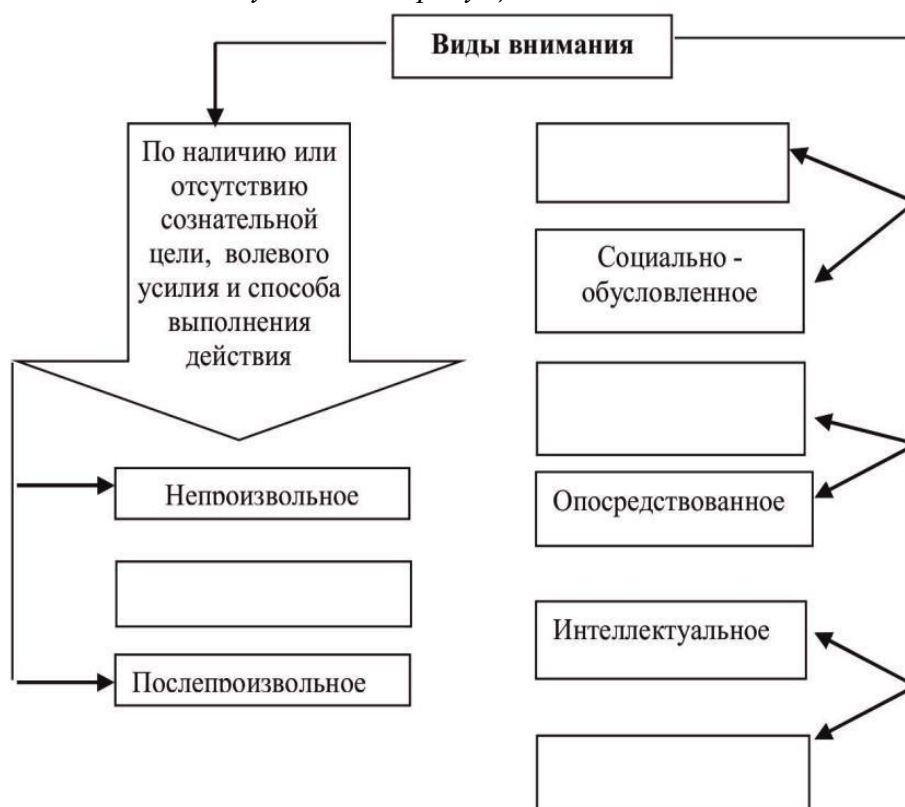 Виды внимания
По наличию или
отсутствию
сознательной
цели, волевого
усилия и способа
выполнения
действия
Непроизвольное
Послепроизвольное
Социально -
обусловленное
Опосредствованное
Интеллектуальное